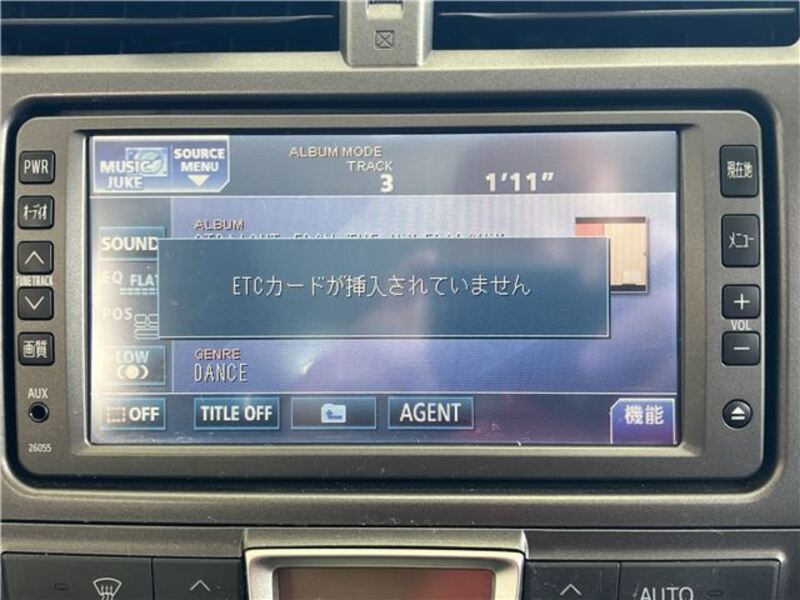 PWR
オーディオ
TUNE TRACK
画質
AUX
26055
MUSIC
JUKE
SOURCE
MENU
ALBUM MODE
TRACK
3
1'11"
ALBUM
SOUND
EQ FLAT
POS
LOW
ETCカードが挿入されていません
GENRE
DANCE
OFF
TITLE OFF
AGENT
機能
現在地
メニュー
+
VOL
−
AUTO